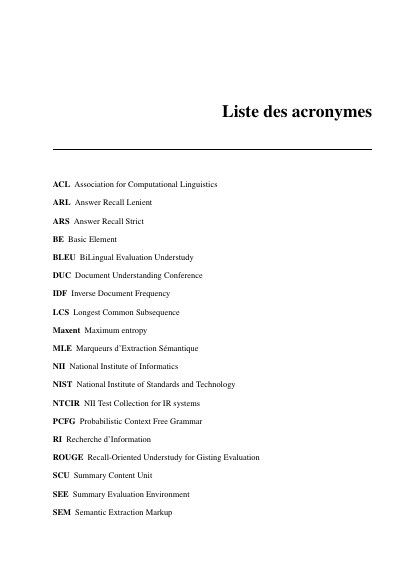 Liste des acronymes
ACL Association for Computational Linguistics
ARL Answer Recall Lenient
ARS Answer Recall Strict
BE Basic Element
BLEU BiLingual Evaluation Understudy
DUC Document Understanding Conference
IDF Inverse Document Frequency
LCS Longest Common Subsequence
Maxent Maximum entropy
MLE Marqueurs d'Extraction Sémantique
NII National Institute of Informatics
NIST National Institute of Standards and Technology
NTCIR NII Test Collection for IR systems
PCFG Probabilistic Context Free Grammar
RI Recherche d'Information
ROUGE Recall-Oriented Understudy for Gisting Evaluation
SCU Summary Content Unit
SEE Summary Evaluation Environment
SEM Semantic Extraction Markup